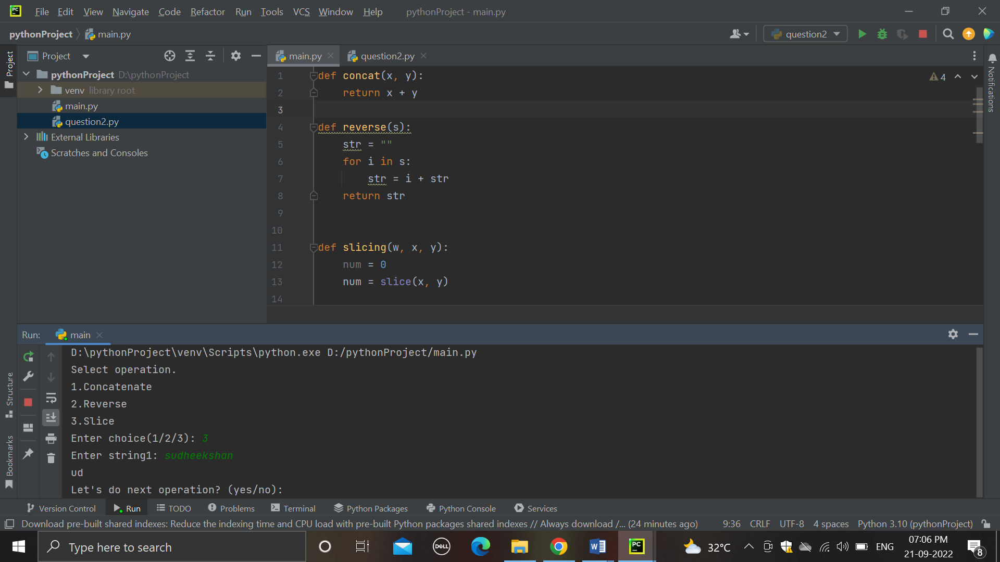 PC File Edit View Navigate Code Refactor Run Tools VCS Window Help pythonProject - main.py
pythonProject main.py question2
Project
main.py question2.py
pythonProject D:\pythonProject
venv library root
main.py
question2.py
External Libraries
Scratches and Consoles
Project
Structure
Bookmarks
1 def concat(x, y):
2 return x + y
3
4 def reverse(s):
5 str = ""
6 for i in s:
7 str = i + str
8 return str
9
10
11 def slicing(w, x, y):
12 num = 0
13 num = slice(x, y)
14
4
Notifications
Run: main
D:\pythonProject\venv\Scripts\python.exe D:/pythonProject/main.py
Select operation.
1.Concatenate
2.Reverse
3.Slice
Enter choice(1/2/3): 3
Enter string1: sudheekshan
ud
Let's do next operation? (yes/no):
Version Control Run TODO Problems Terminal Python Packages Python Console Services
Download pre-built shared indexes: Reduce the indexing time and CPU load with pre-built Python packages shared indexes // Always download /... (24 minutes ago) 9:36 CRLF UTF-8 4 spaces Python 3.10 (pythonProject)
Type here to search DELL W PC 32°C ENG 07:06 PM
21-09-2022 8